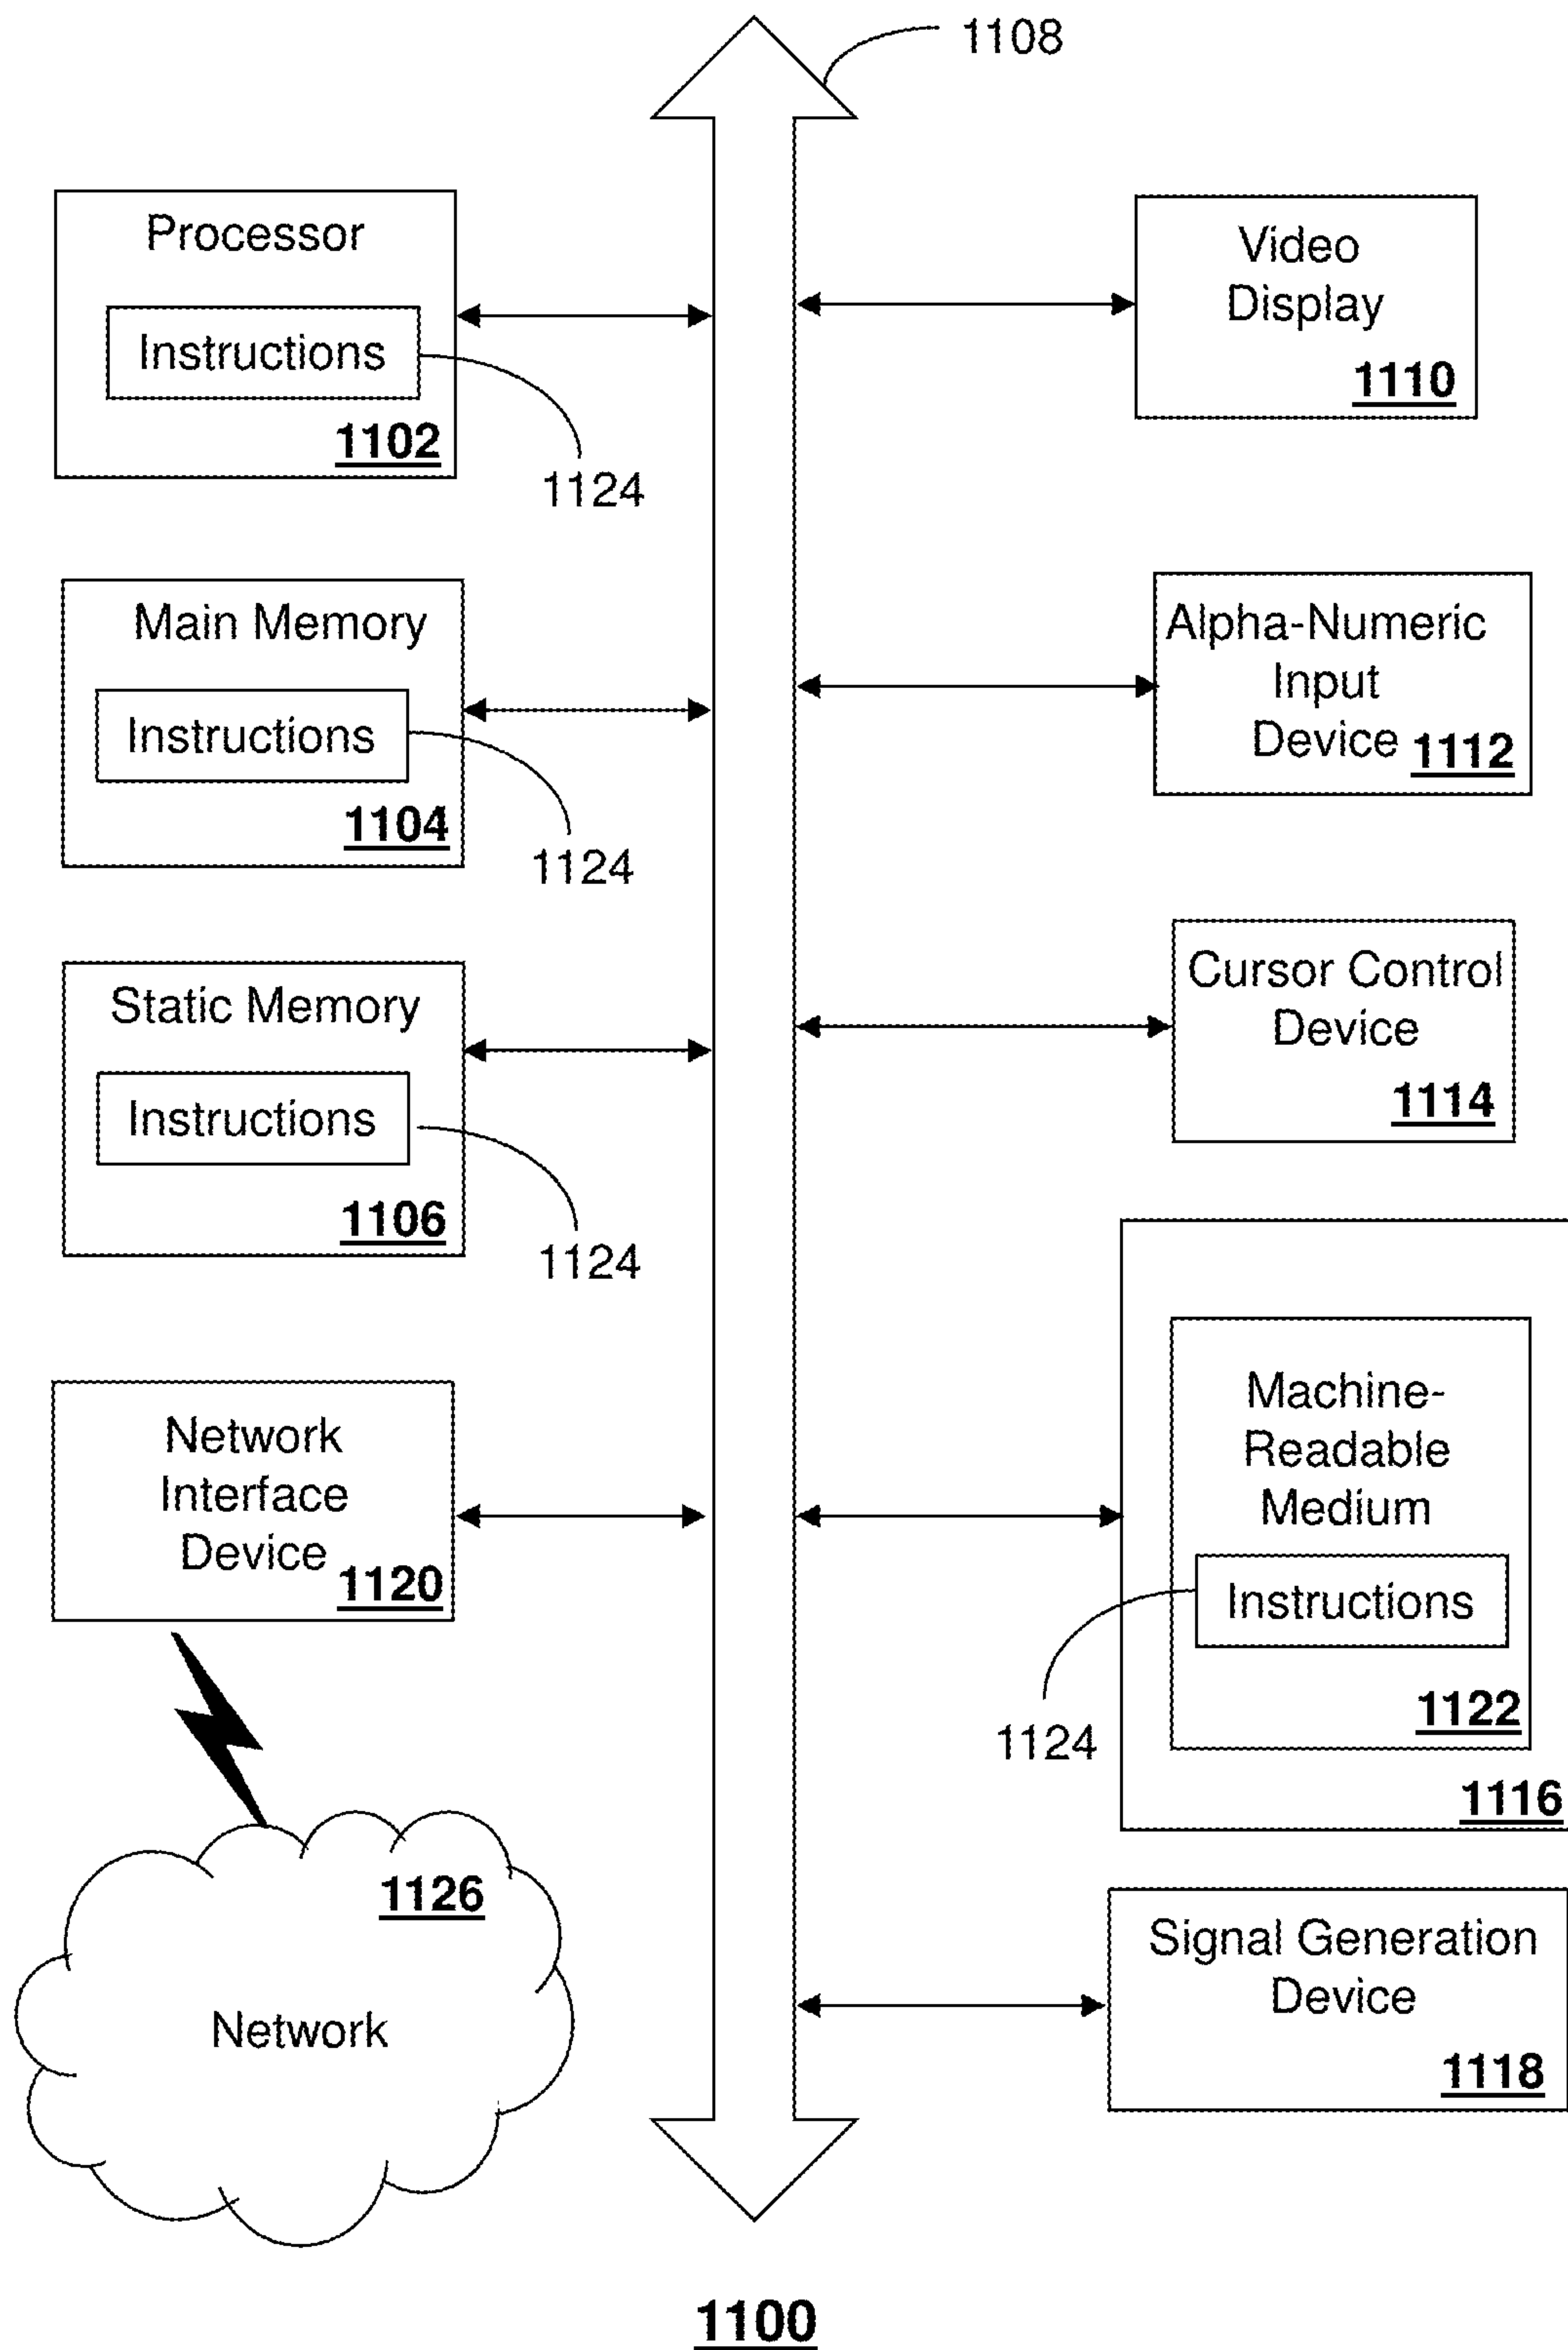 1108
Processor
Instructions
1102
1124
Main Memory
Instructions
1104
1124
Static Memory
Instructions
1106
1124
Network
Interface
Device
1120
1126
Network
Video
Display
1110
Alpha-Numeric
Input
Device 1112
Cursor Control
Device
1114
Machine-
Readable
Medium
Instructions
1122
1124
1116
Signal Generation
Device
1118
1100